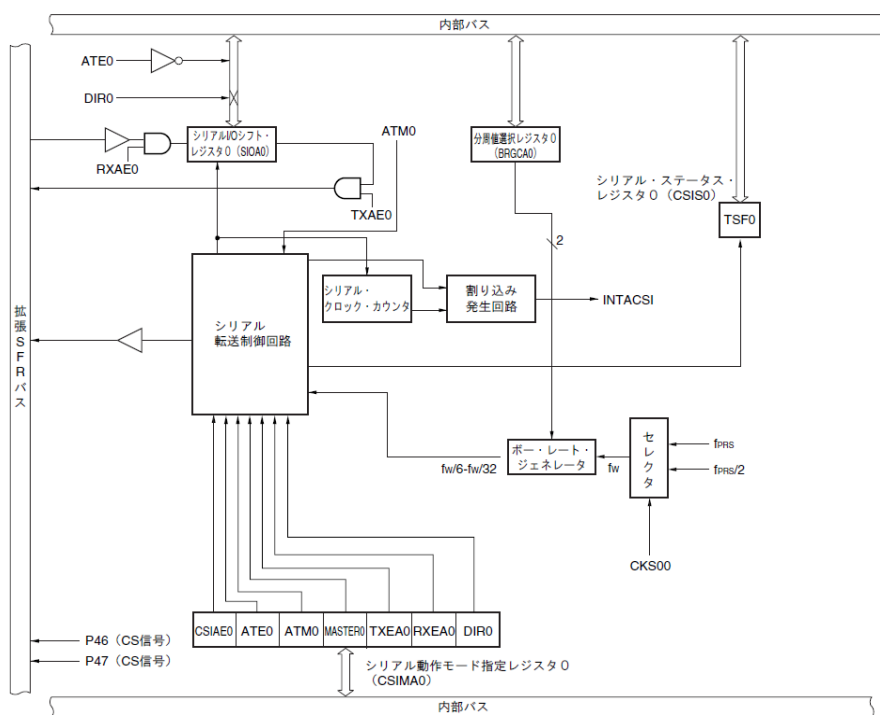 内部バス
ATE0
DIR0
シリアルI/Oシフト・
レジスタ0（SIOA0）
ATM0
分周値選択レジスタ0
（BRGCA0）
RXAE0
TXAE0
シリアル・ステータス・
レジスタ０（CSIS0）
TSF0
2
シリアル
転送制御回路
シリアル・
クロック・カウンタ
割り込み
発生回路
INTACSI
拡張SFRバス
fw/6-fw/32
ボー・レート・
ジェネレータ
fw
セレクタ
fPRS
fPRS/2
CKS00
CSIAE0 ATE0 ATM0 MASTER0 TXEA0 RXEA0 DIR0
P46（CS信号）
P47（CS信号）
シリアル動作モード指定レジスタ０
（CSIMA0）
内部バス